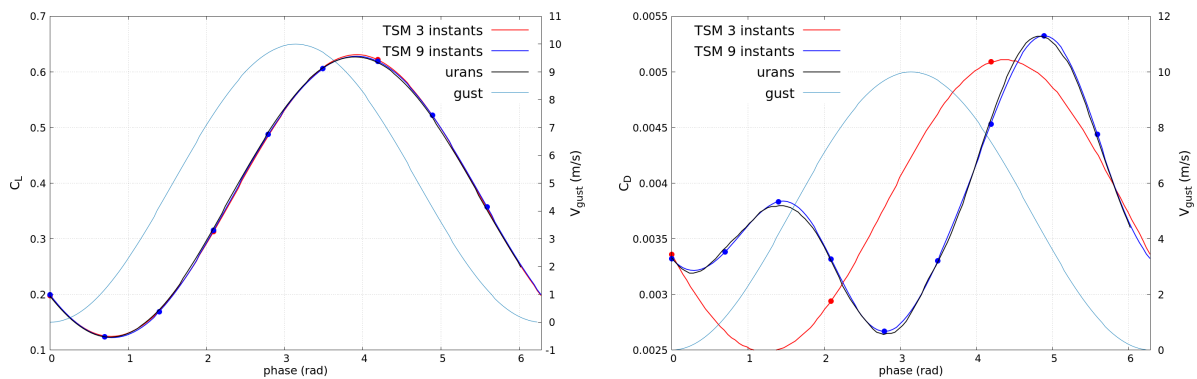 0.7
0.6
0.5
0.4
0.3
0.2
0.1
C_L
0 1 2 3 4 5 6
phase (rad)
TSM 3 instants
TSM 9 instants
urans
gust
11
10
9
8
7
6
5
4
3
2
1
0
-1
V_gust (m/s)
0.0055
0.005
0.0045
0.004
0.0035
0.003
0.0025
C_D
0 1 2 3 4 5 6
phase (rad)
TSM 3 instants
TSM 9 instants
urans
gust
12
10
8
6
4
2
0
V_gust (m/s)